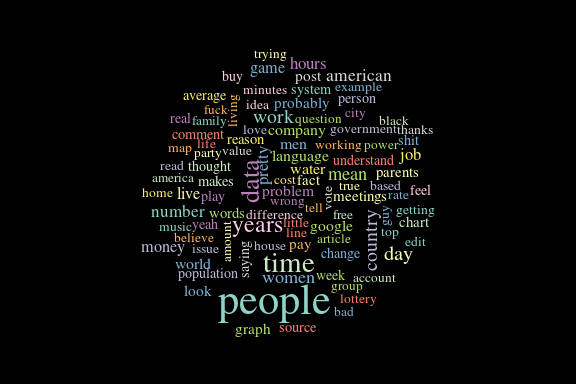 trying
game hours
buy post american
minutes system example
average living idea probably person
fuck
real family work question city black
comment love company government thanks
map life reason men working power shit
party value pretty language understand job
read thought data water mean parents
america makes cost fact true based rate feel
home live play problem wrong tell vote meetings guy
number words difference free getting
music yeah years little google country chart
believe amount line article top edit
money issue saying house pay change day
world time
population women week account
look people group lottery
bad
graph source